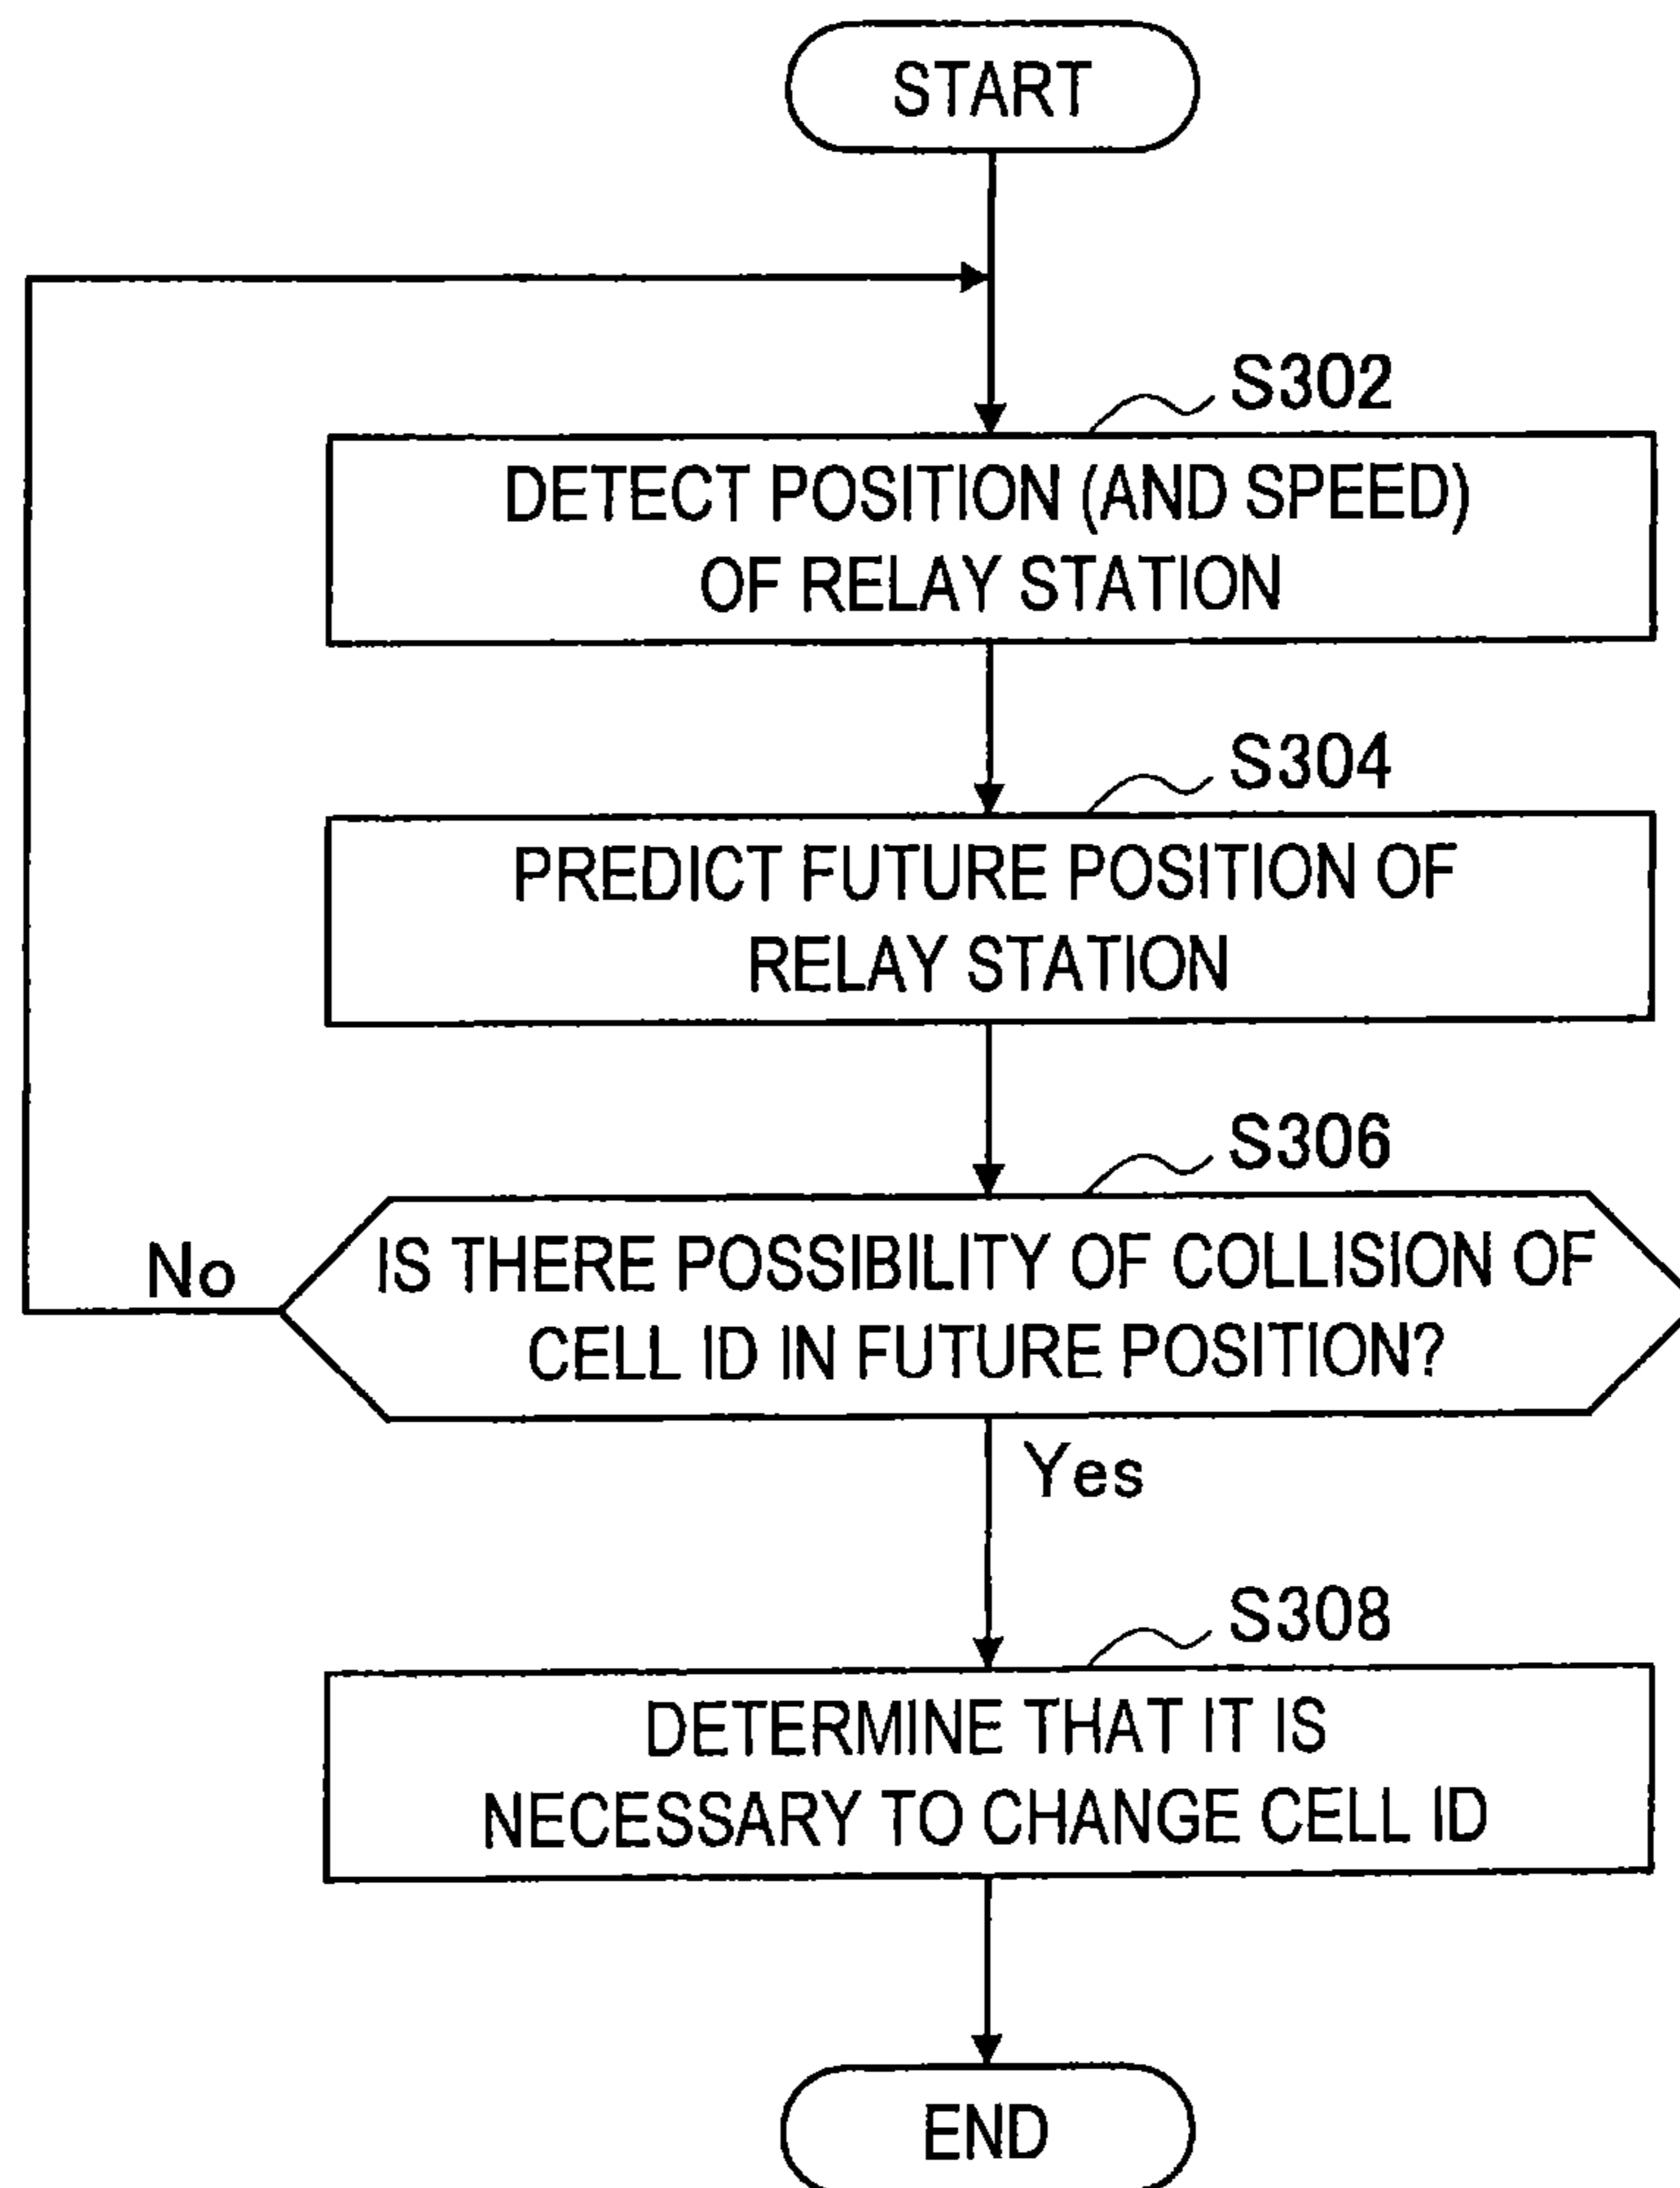 START
S302
DETECT POSITION (AND SPEED)
OF RELAY STATION
S304
PREDICT FUTURE POSITION OF
RELAY STATION
S306
No
IS THERE POSSIBILITY OF COLLISION OF
CELL ID IN FUTURE POSITION?
Yes
S308
DETERMINE THAT IT IS
NECESSARY TO CHANGE CELL ID
END